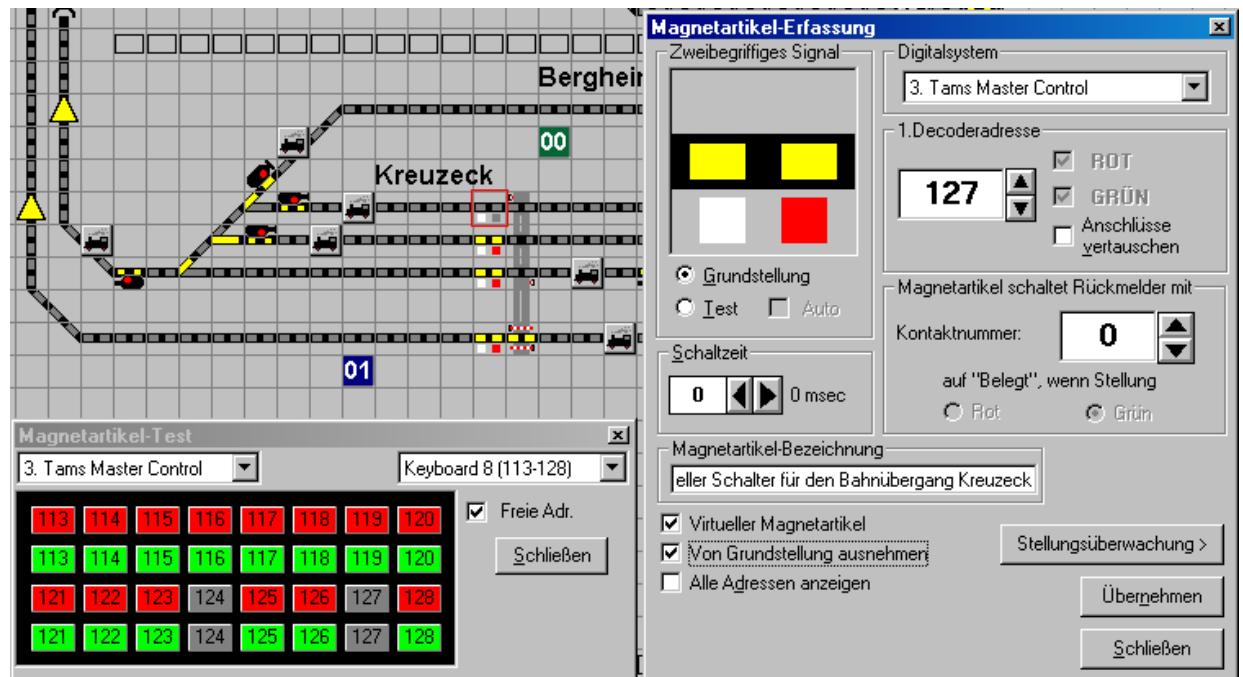 Berghei
00
Kreuzeck
01
Magnetartikel-Test
3. Tams Master Control
Keyboard 8 (113-128)
113 114 115 116 117 118 119 120
113 114 115 116 117 118 119 120
121 122 123 124 125 126 127 128
121 122 123 124 125 126 127 128
Freie Adr.
Schließen
Magnetartikel-Erfassung
Zweibegriffiges Signal
Grundstellung
Test
Auto
Schaltzeit
0
0 msec
Digitalsystem
3. Tams Master Control
1.Decoderadresse
127
ROT
GRÜN
Anschlüsse
vertauschen
Magnetartikel schaltet Rückmelder mit
Kontaktnummer:
0
auf "Belegt", wenn Stellung
Rot
Grün
Magnetartikel-Bezeichnung
eller Schalter für den Bahnübergang Kreuzeck
Virtueller Magnetartikel
Von Grundstellung ausnehmen
Alle Adressen anzeigen
Stellungsüberwachung >
Übernehmen
Schließen